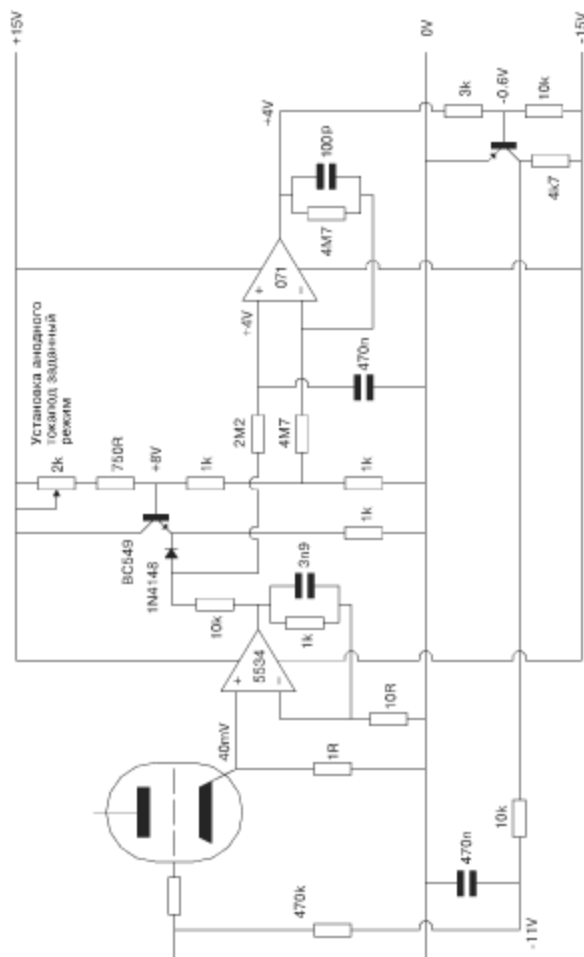 +15V
0V
-15V
Установка анодного
токапод заданный
режим
2k
750R
+8V
1k
1k
1k
BC549
1N4148
10k
3n9
1k
5534
+
−
10R
40mV
1R
2M2
4M7
+4V
470n
071
+
−
4M7
100p
+4V
3k
-0.6V
10k
4k7
470k
470n
10k
-11V